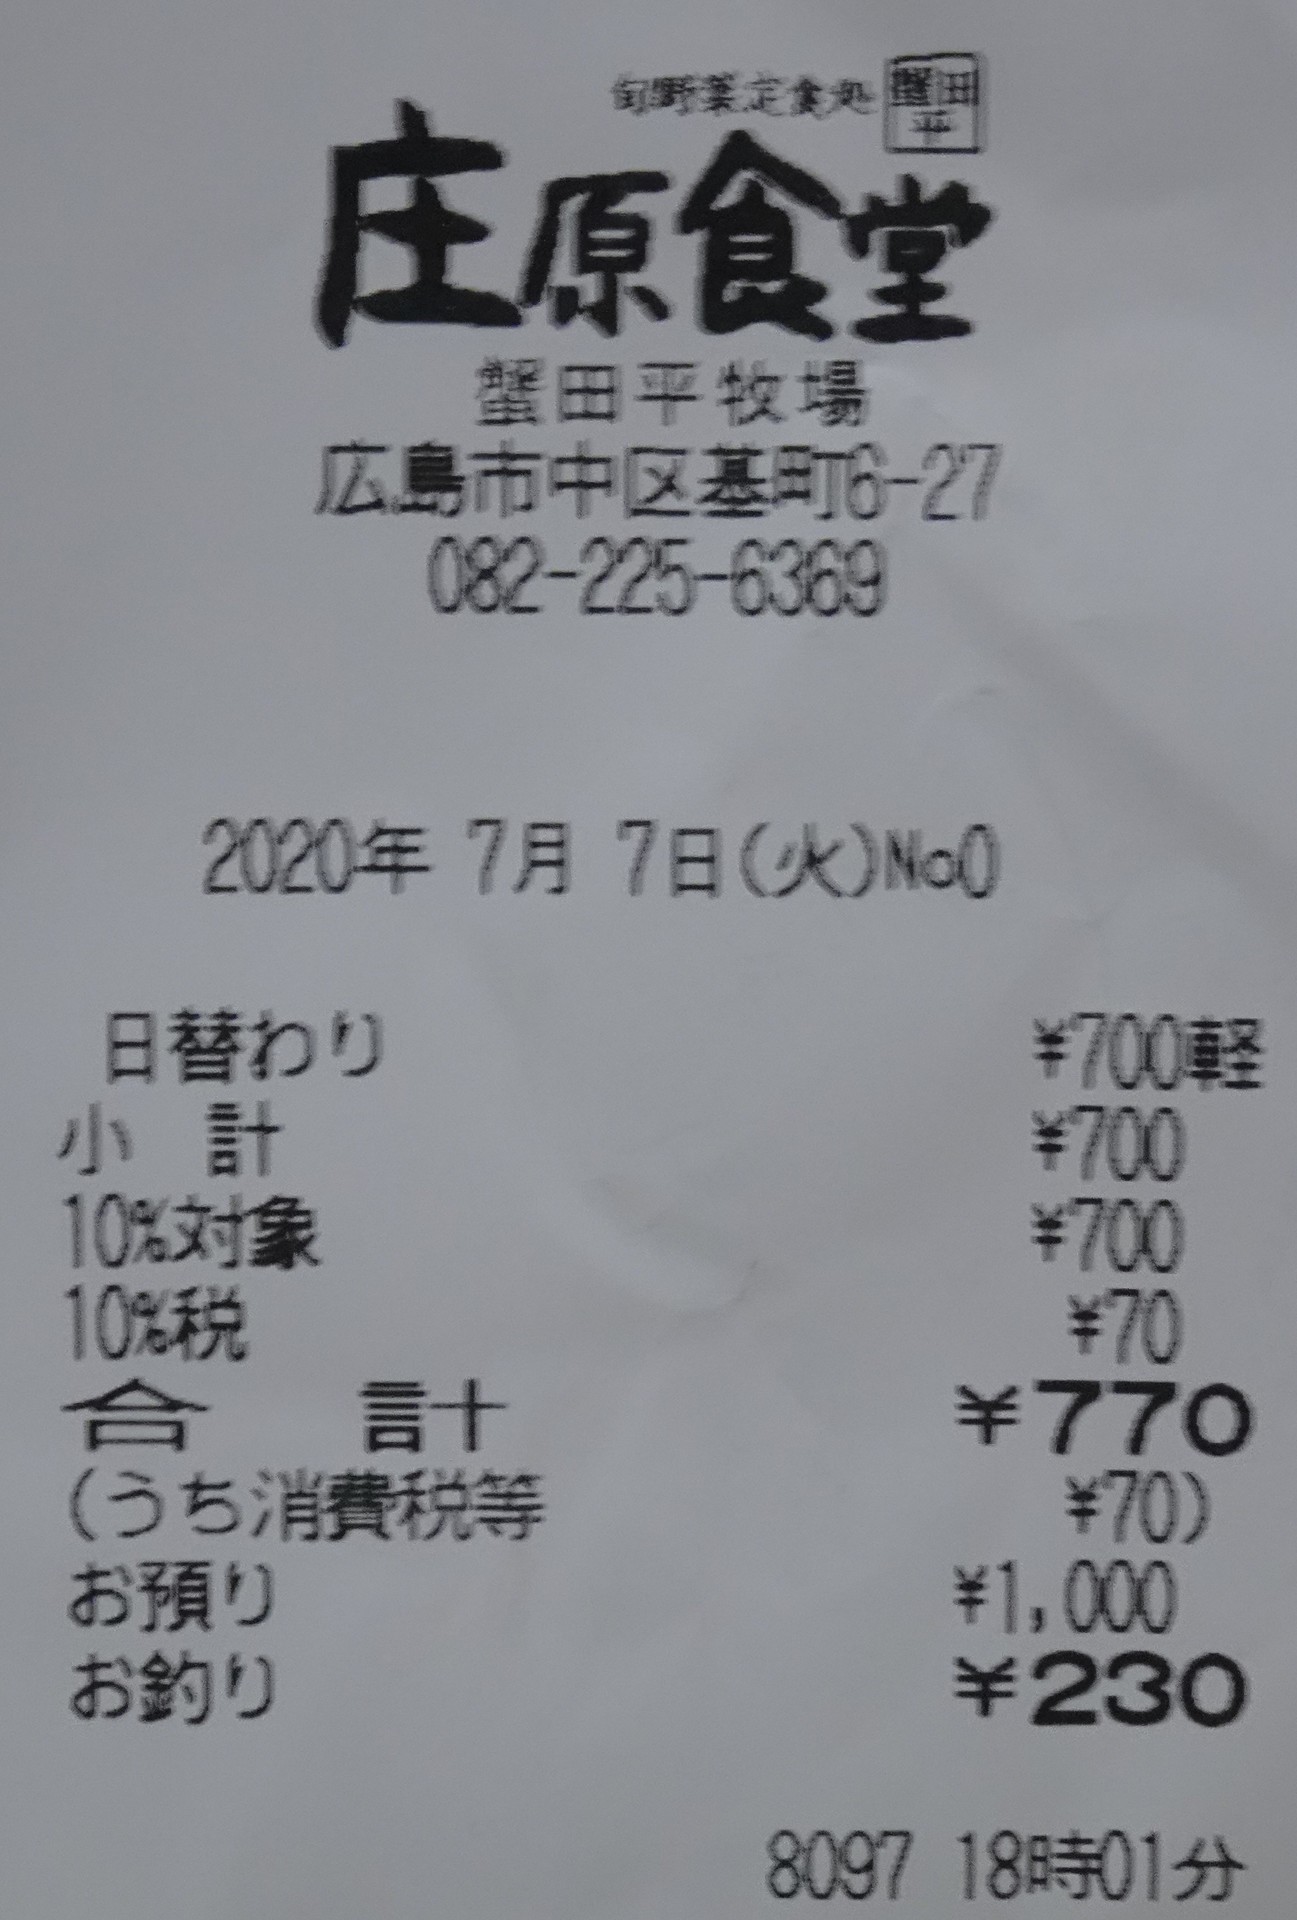 旬野菜定食処 蟹田平
庄原食堂
蟹田平牧場
広島市中区基町6-27
082-225-6369
2020年 7月 7日(火)No0
日替わり ¥700軽
小 計 ¥700
10%対象 ¥700
10%税 ¥70
合 計 ¥770
(うち消費税等 ¥70)
お預り ¥1,000
お釣り ¥230
8097 18時01分